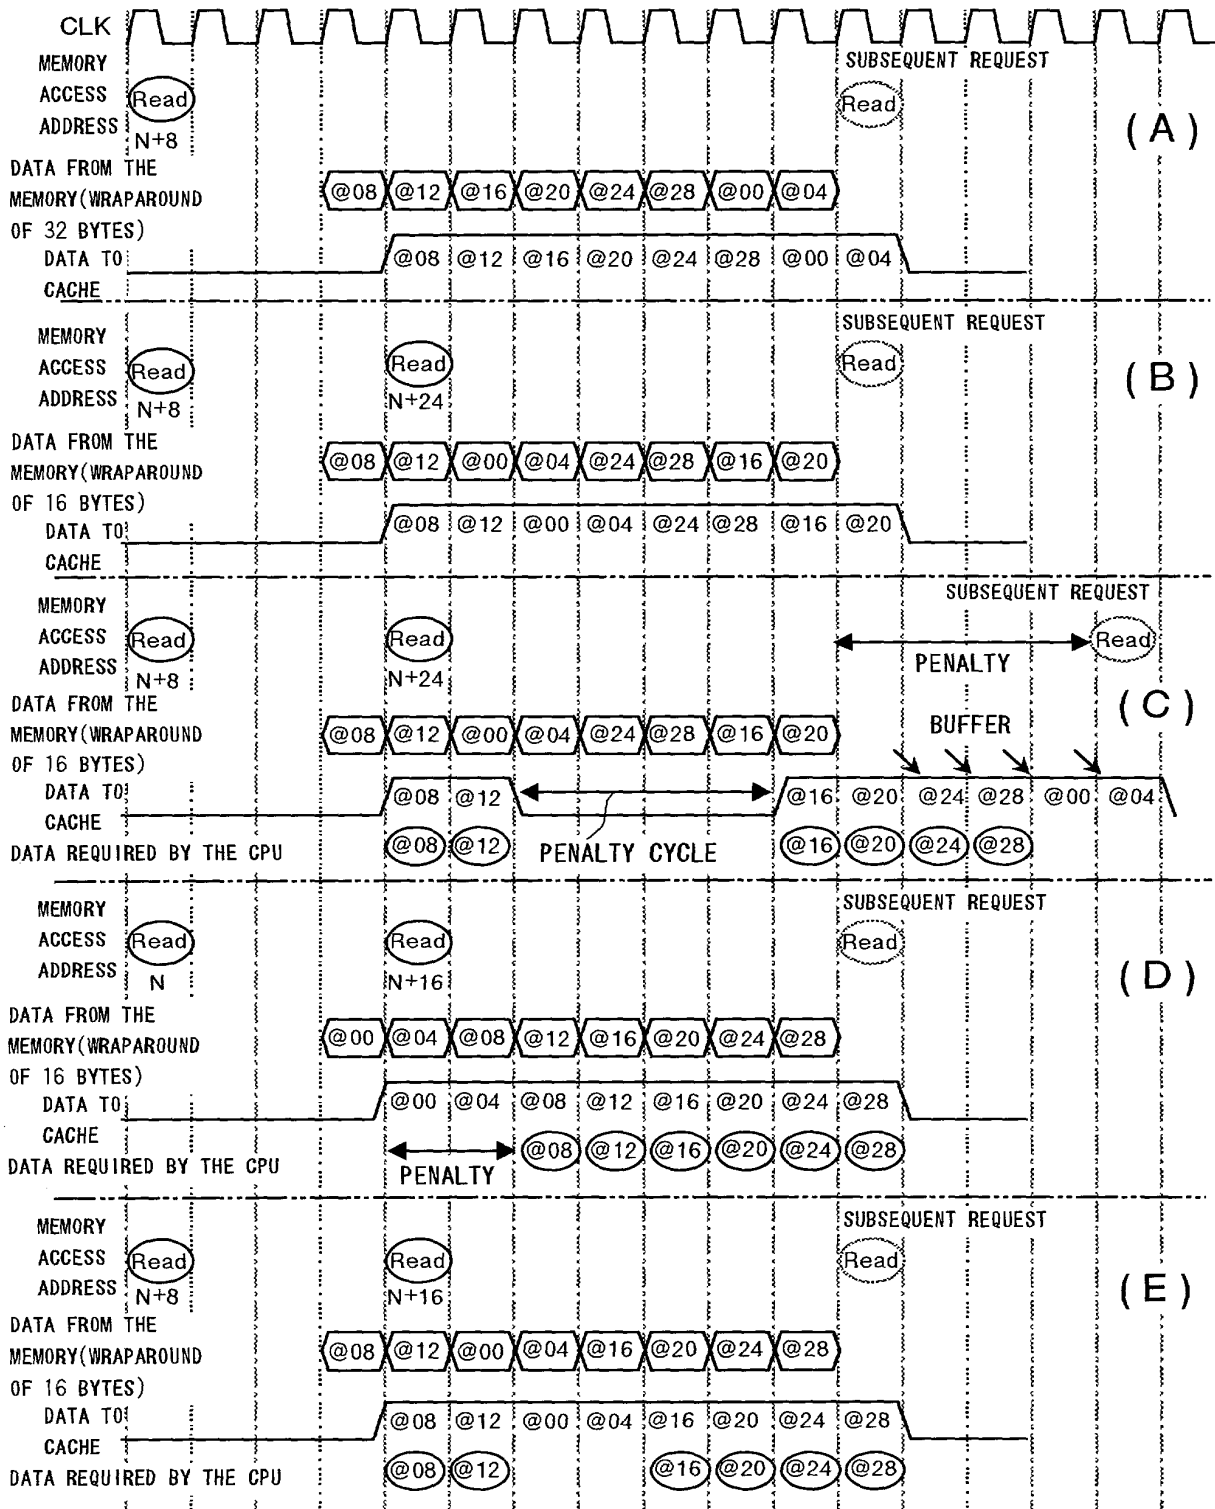 CLK
MEMORY
ACCESS
ADDRESS
Read
N+8
SUBSEQUENT REQUEST
Read
(A)
DATA FROM THE
MEMORY(WRAPAROUND
OF 32 BYTES)
@08 @12 @16 @20 @24 @28 @00 @04
DATA TO
CACHE
@08 @12 @16 @20 @24 @28 @00 @04
MEMORY
ACCESS
ADDRESS
Read
N+8
Read
N+24
SUBSEQUENT REQUEST
Read
(B)
DATA FROM THE
MEMORY(WRAPAROUND
OF 16 BYTES)
@08 @12 @00 @04 @24 @28 @16 @20
DATA TO
CACHE
@08 @12 @00 @04 @24 @28 @16 @20
MEMORY
ACCESS
ADDRESS
Read
N+8
Read
N+24
SUBSEQUENT REQUEST
Read
PENALTY
(C)
DATA FROM THE
MEMORY(WRAPAROUND
OF 16 BYTES)
@08 @12 @00 @04 @24 @28 @16 @20
BUFFER
DATA TO
CACHE
@08 @12 @16 @20 @24 @28 @00 @04
DATA REQUIRED BY THE CPU
@08 @12 PENALTY CYCLE @16 @20 @24 @28
MEMORY
ACCESS
ADDRESS
Read
N
Read
N+16
SUBSEQUENT REQUEST
Read
(D)
DATA FROM THE
MEMORY(WRAPAROUND
OF 16 BYTES)
@00 @04 @08 @12 @16 @20 @24 @28
DATA TO
CACHE
@00 @04 @08 @12 @16 @20 @24 @28
DATA REQUIRED BY THE CPU
PENALTY
@08 @12 @16 @20 @24 @28
MEMORY
ACCESS
ADDRESS
Read
N+8
Read
N+16
SUBSEQUENT REQUEST
Read
(E)
DATA FROM THE
MEMORY(WRAPAROUND
OF 16 BYTES)
@08 @12 @00 @04 @16 @20 @24 @28
DATA TO
CACHE
@08 @12 @00 @04 @16 @20 @24 @28
DATA REQUIRED BY THE CPU
@08 @12 @16 @20 @24 @28